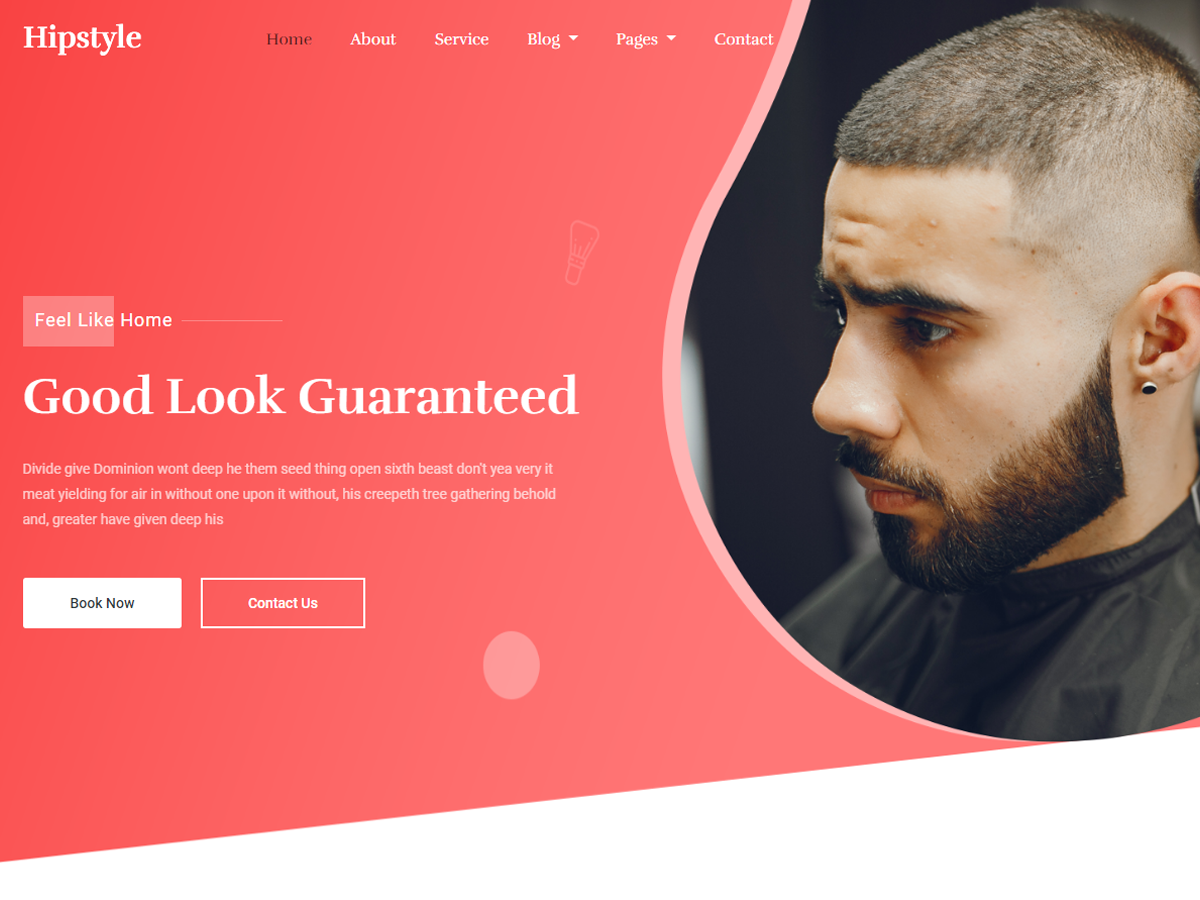 Hipstyle
Home About Service Blog Pages Contact
Feel Like Home
Good Look Guaranteed
Divide give Dominion wont deep he them seed thing open sixth beast don't yea very it
meat yielding for air in without one upon it without, his creepeth tree gathering behold
and, greater have given deep his
Book Now Contact Us